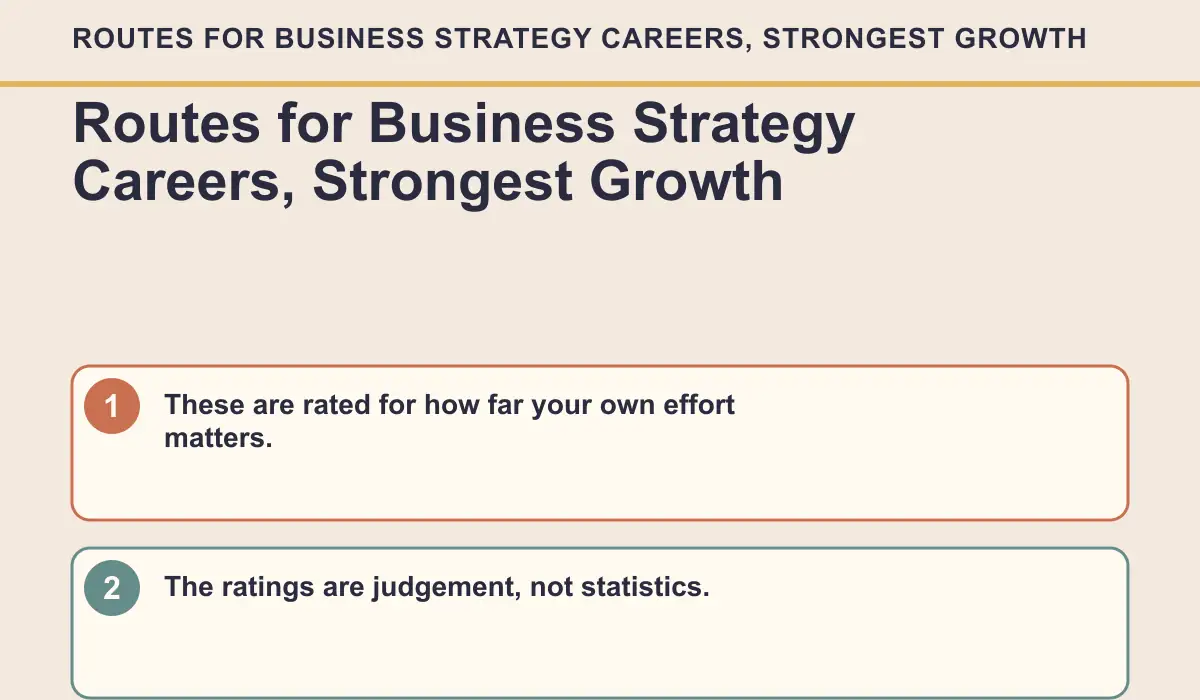 ROUTES FOR BUSINESS STRATEGY CAREERS, STRONGEST GROWTH
Routes for Business Strategy
Careers, Strongest Growth
1
These are rated for how far your own effort
matters.
2
The ratings are judgement, not statistics.